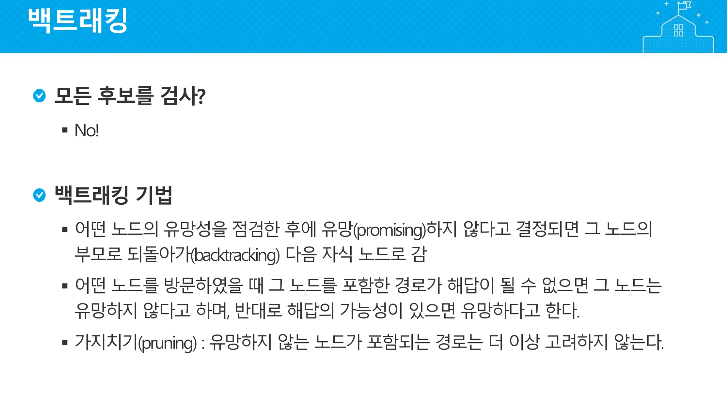 백트래킹
모든 후보를 검사?
▪ No!
백트래킹 기법
▪ 어떤 노드의 유망성을 점검한 후에 유망(promising)하지 않다고 결정되면 그 노드의
부모로 되돌아가(backtracking) 다음 자식 노드로 감
▪ 어떤 노드를 방문하였을 때 그 노드를 포함한 경로가 해답이 될 수 없으면 그 노드는
유망하지 않다고 하며, 반대로 해답의 가능성이 있으면 유망하다고 한다.
▪ 가지치기(pruning) : 유망하지 않는 노드가 포함되는 경로는 더 이상 고려하지 않는다.